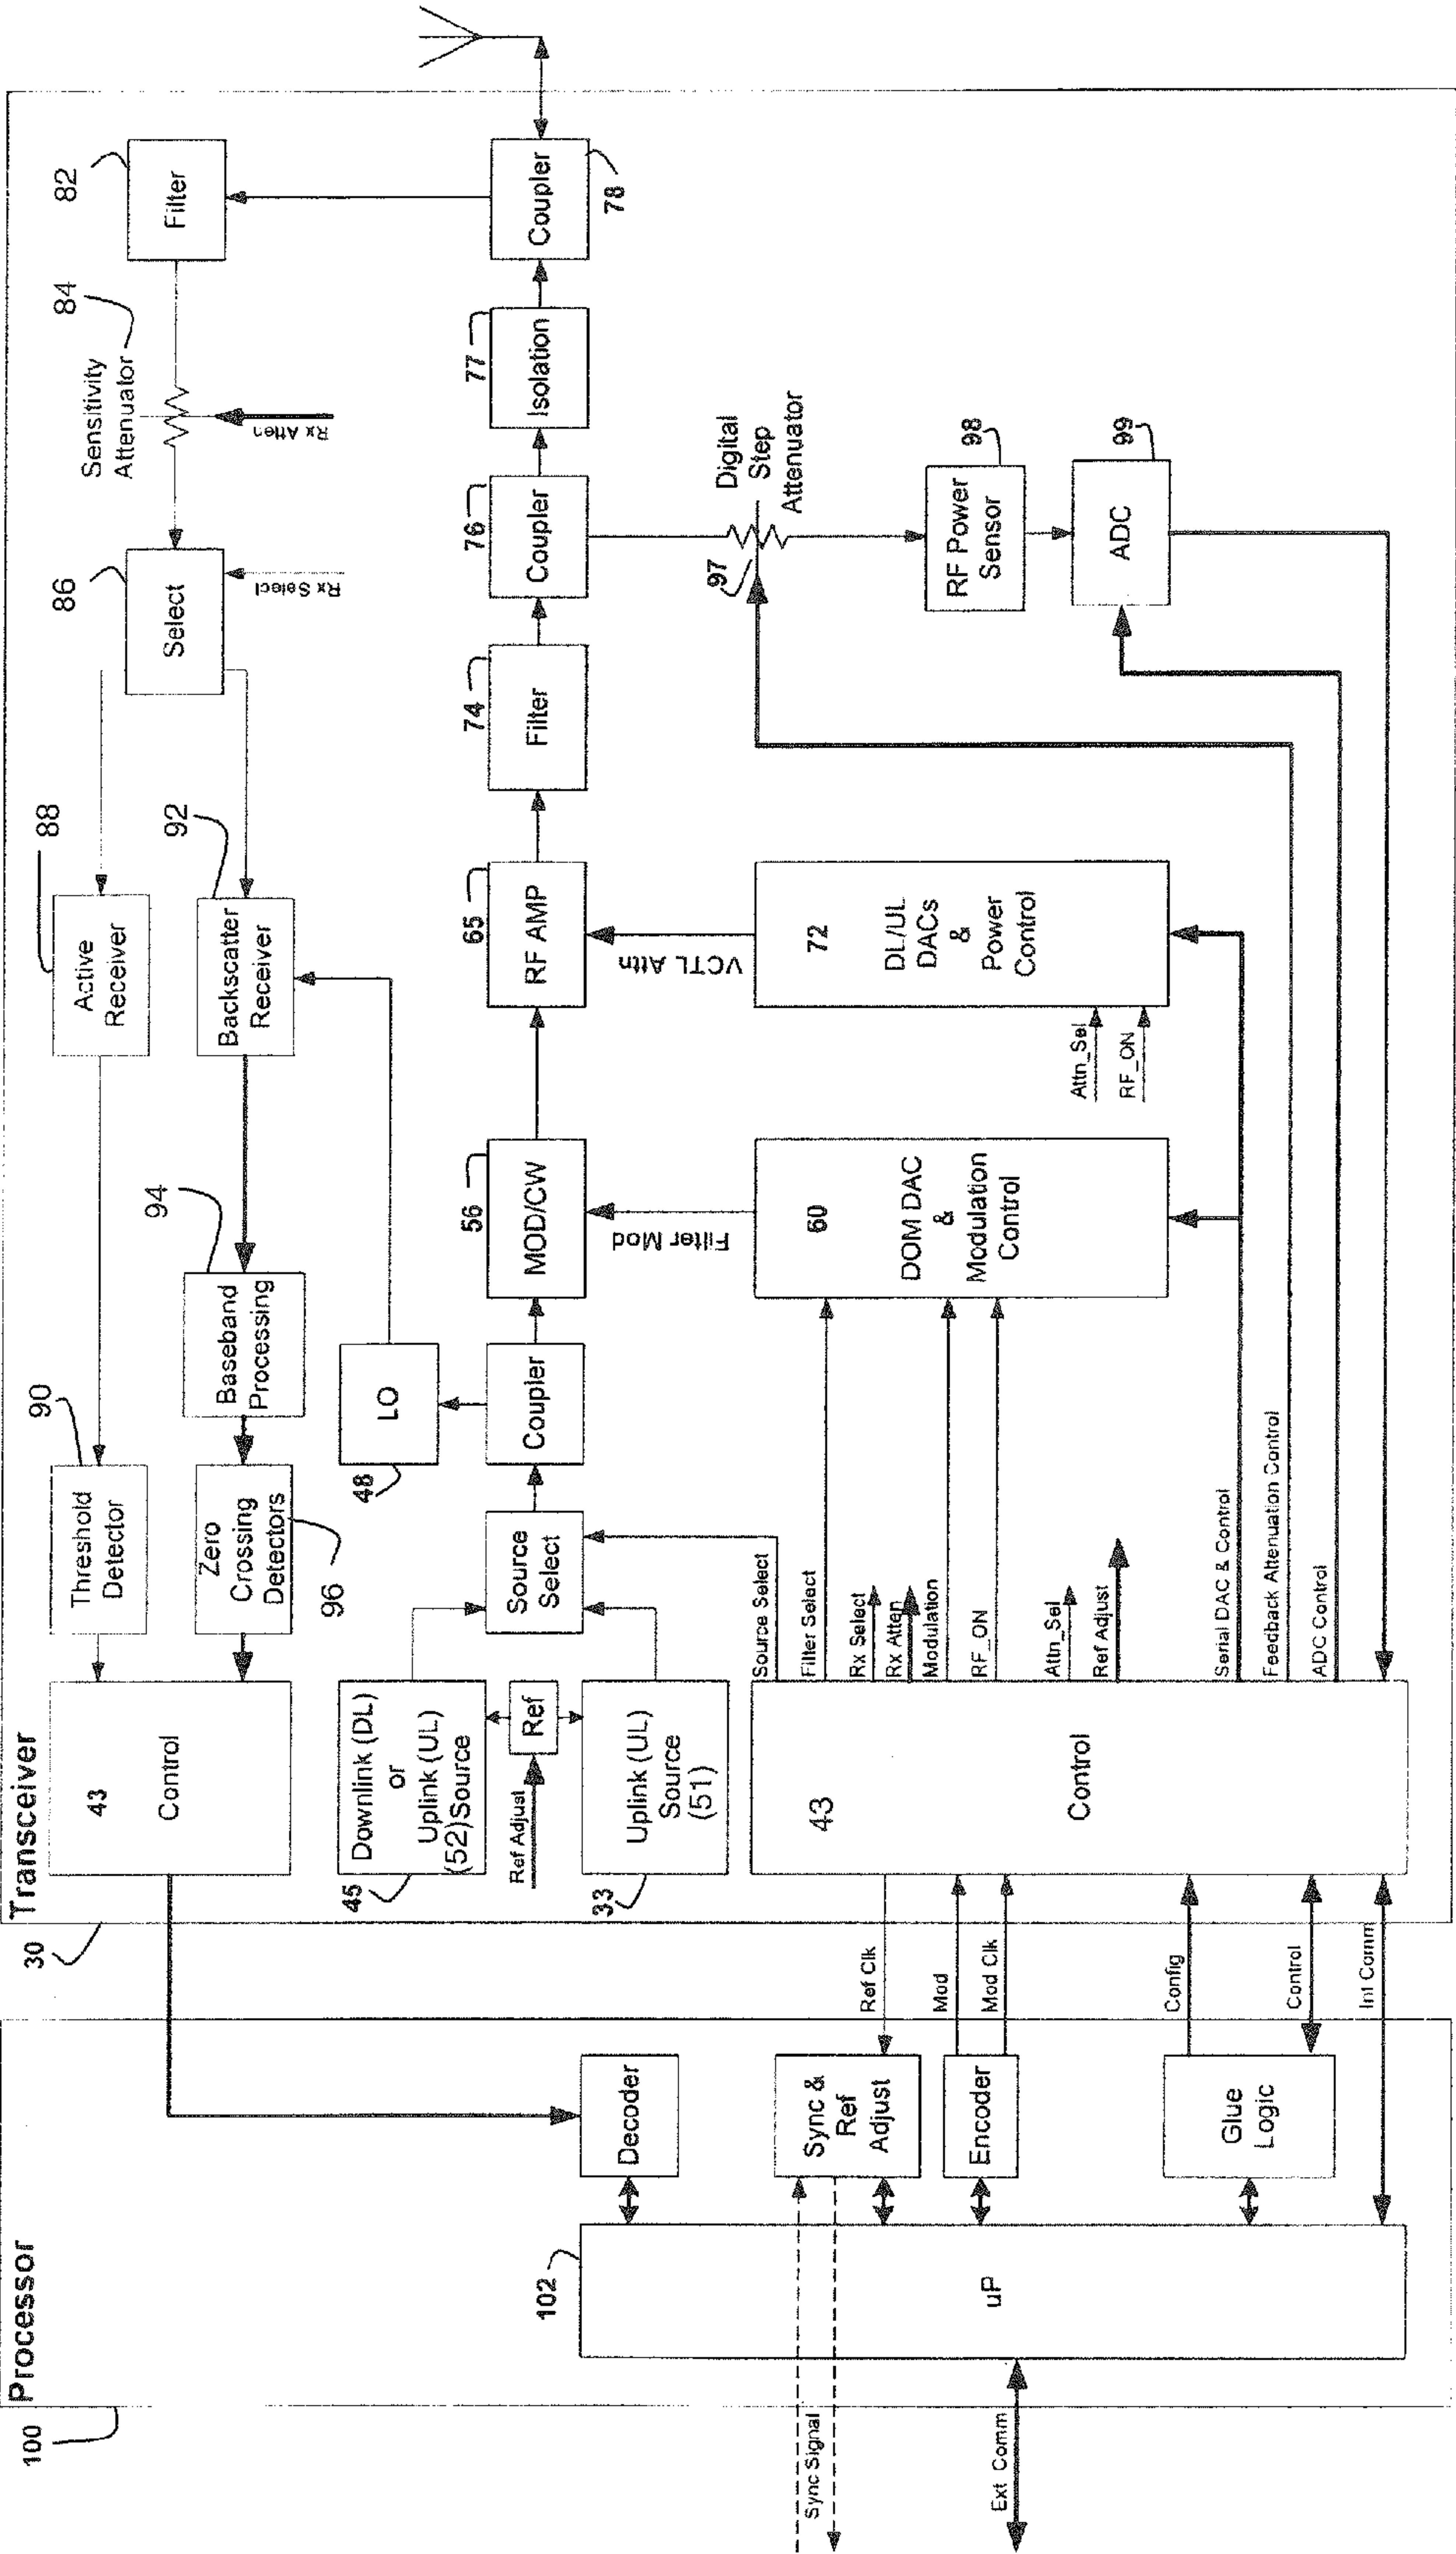 Processor
100
Transceiver
30
Sync Signal
Ext Comm
102
uP
Decoder
Sync &
Ref
Adjust
Encoder
Glue
Logic
Ref Clk
Mod
Mod Clk
Config
Control
Int Comm
43
Control
90
Threshold
Detector
Zero
Crossing
Detectors
96
94
Baseband
Processing
88
Active
Receiver
92
Backscatter
Receiver
86
Select
Rx Select
Sensitivity
Attenuator
84
Rx Atten
82
Filter
Downlink (DL)
or
Uplink (UL)
(52)Source
45
Ref Adjust
Ref
Uplink (UL)
Source
(51)
33
Source
Select
48
LO
Coupler
56
MOD/CW
65
RF AMP
74
Filter
76
Coupler
77
Isolation
Coupler
78
Filter Mod
VCTL Attn
60
DOM DAC
&
Modulation
Control
72
DL/UL
DACs
&
Power
Control
Attn_Sel
RF_ON
97
Digital
Step
Attenuator
98
RF Power
Sensor
99
ADC
43
Control
Source Select
Filter Select
Rx Select
Rx Atten
Modulation
RF_ON
Attn_Sel
Ref Adjust
Serial DAC & Control
Feedback Attenuation Control
ADC Control